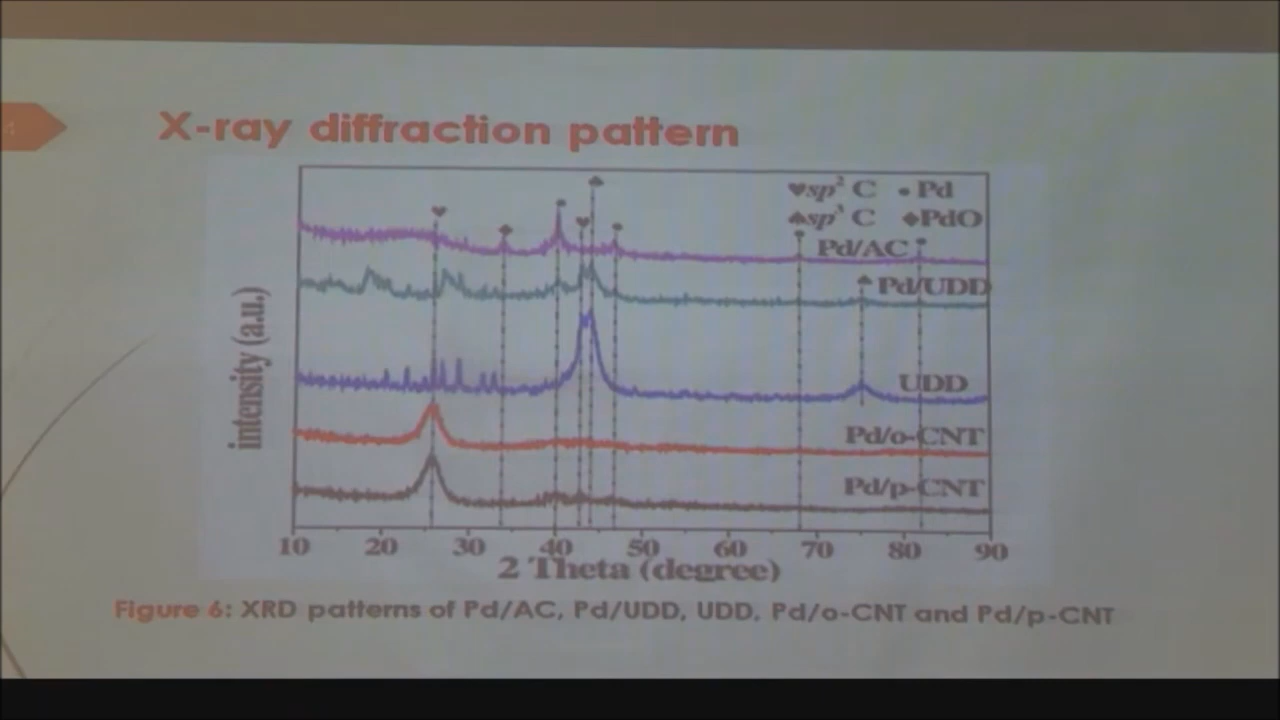 X-ray diffraction pattern
♥sp² C •Pd
♠sp³ C ◆PdO
Pd/AC
Pd/UDD
UDD
Pd/o-CNT
Pd/p-CNT
intensity (a.u.)
10 20 30 40 50 60 70 80 90
2 Theta (degree)
Figure 6: XRD patterns of Pd/AC, Pd/UDD, UDD, Pd/o-CNT and Pd/p-CNT